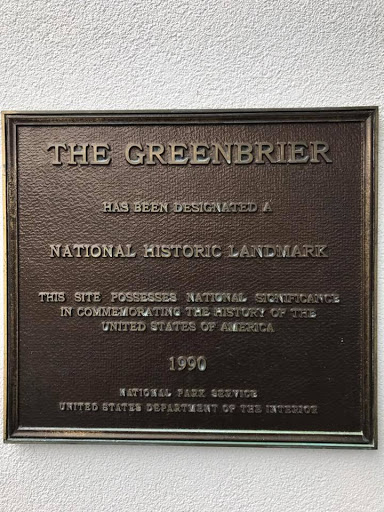 THE GREENBRIER
HAS BEEN DESIGNATED A
NATIONAL HISTORIC LANDMARK
THIS SITE POSSESSES NATIONAL SIGNIFICANCE
IN COMMEMORATING THE HISTORY OF THE
UNITED STATES OF AMERICA
1990
NATIONAL PARK SERVICE
UNITED STATES DEPARTMENT OF THE INTERIOR